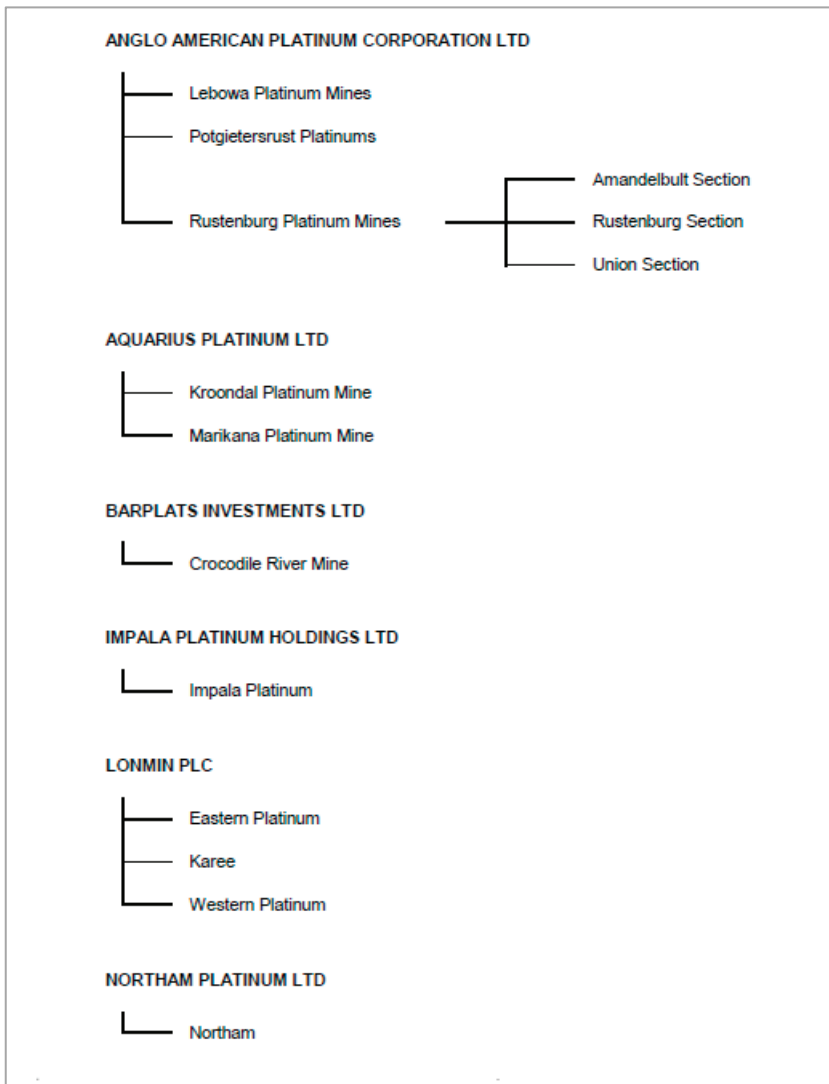 ANGLO AMERICAN PLATINUM CORPORATION LTD
Lebowa Platinum Mines
Potgietersrust Platinums
Amandelbult Section
Rustenburg Platinum Mines
Rustenburg Section
Union Section
AQUARIUS PLATINUM LTD
Kroondal Platinum Mine
Marikana Platinum Mine
BARPLATS INVESTMENTS LTD
Crocodile River Mine
IMPALA PLATINUM HOLDINGS LTD
Impala Platinum
LONMIN PLC
Eastern Platinum
Karee
Western Platinum
NORTHAM PLATINUM LTD
Northam